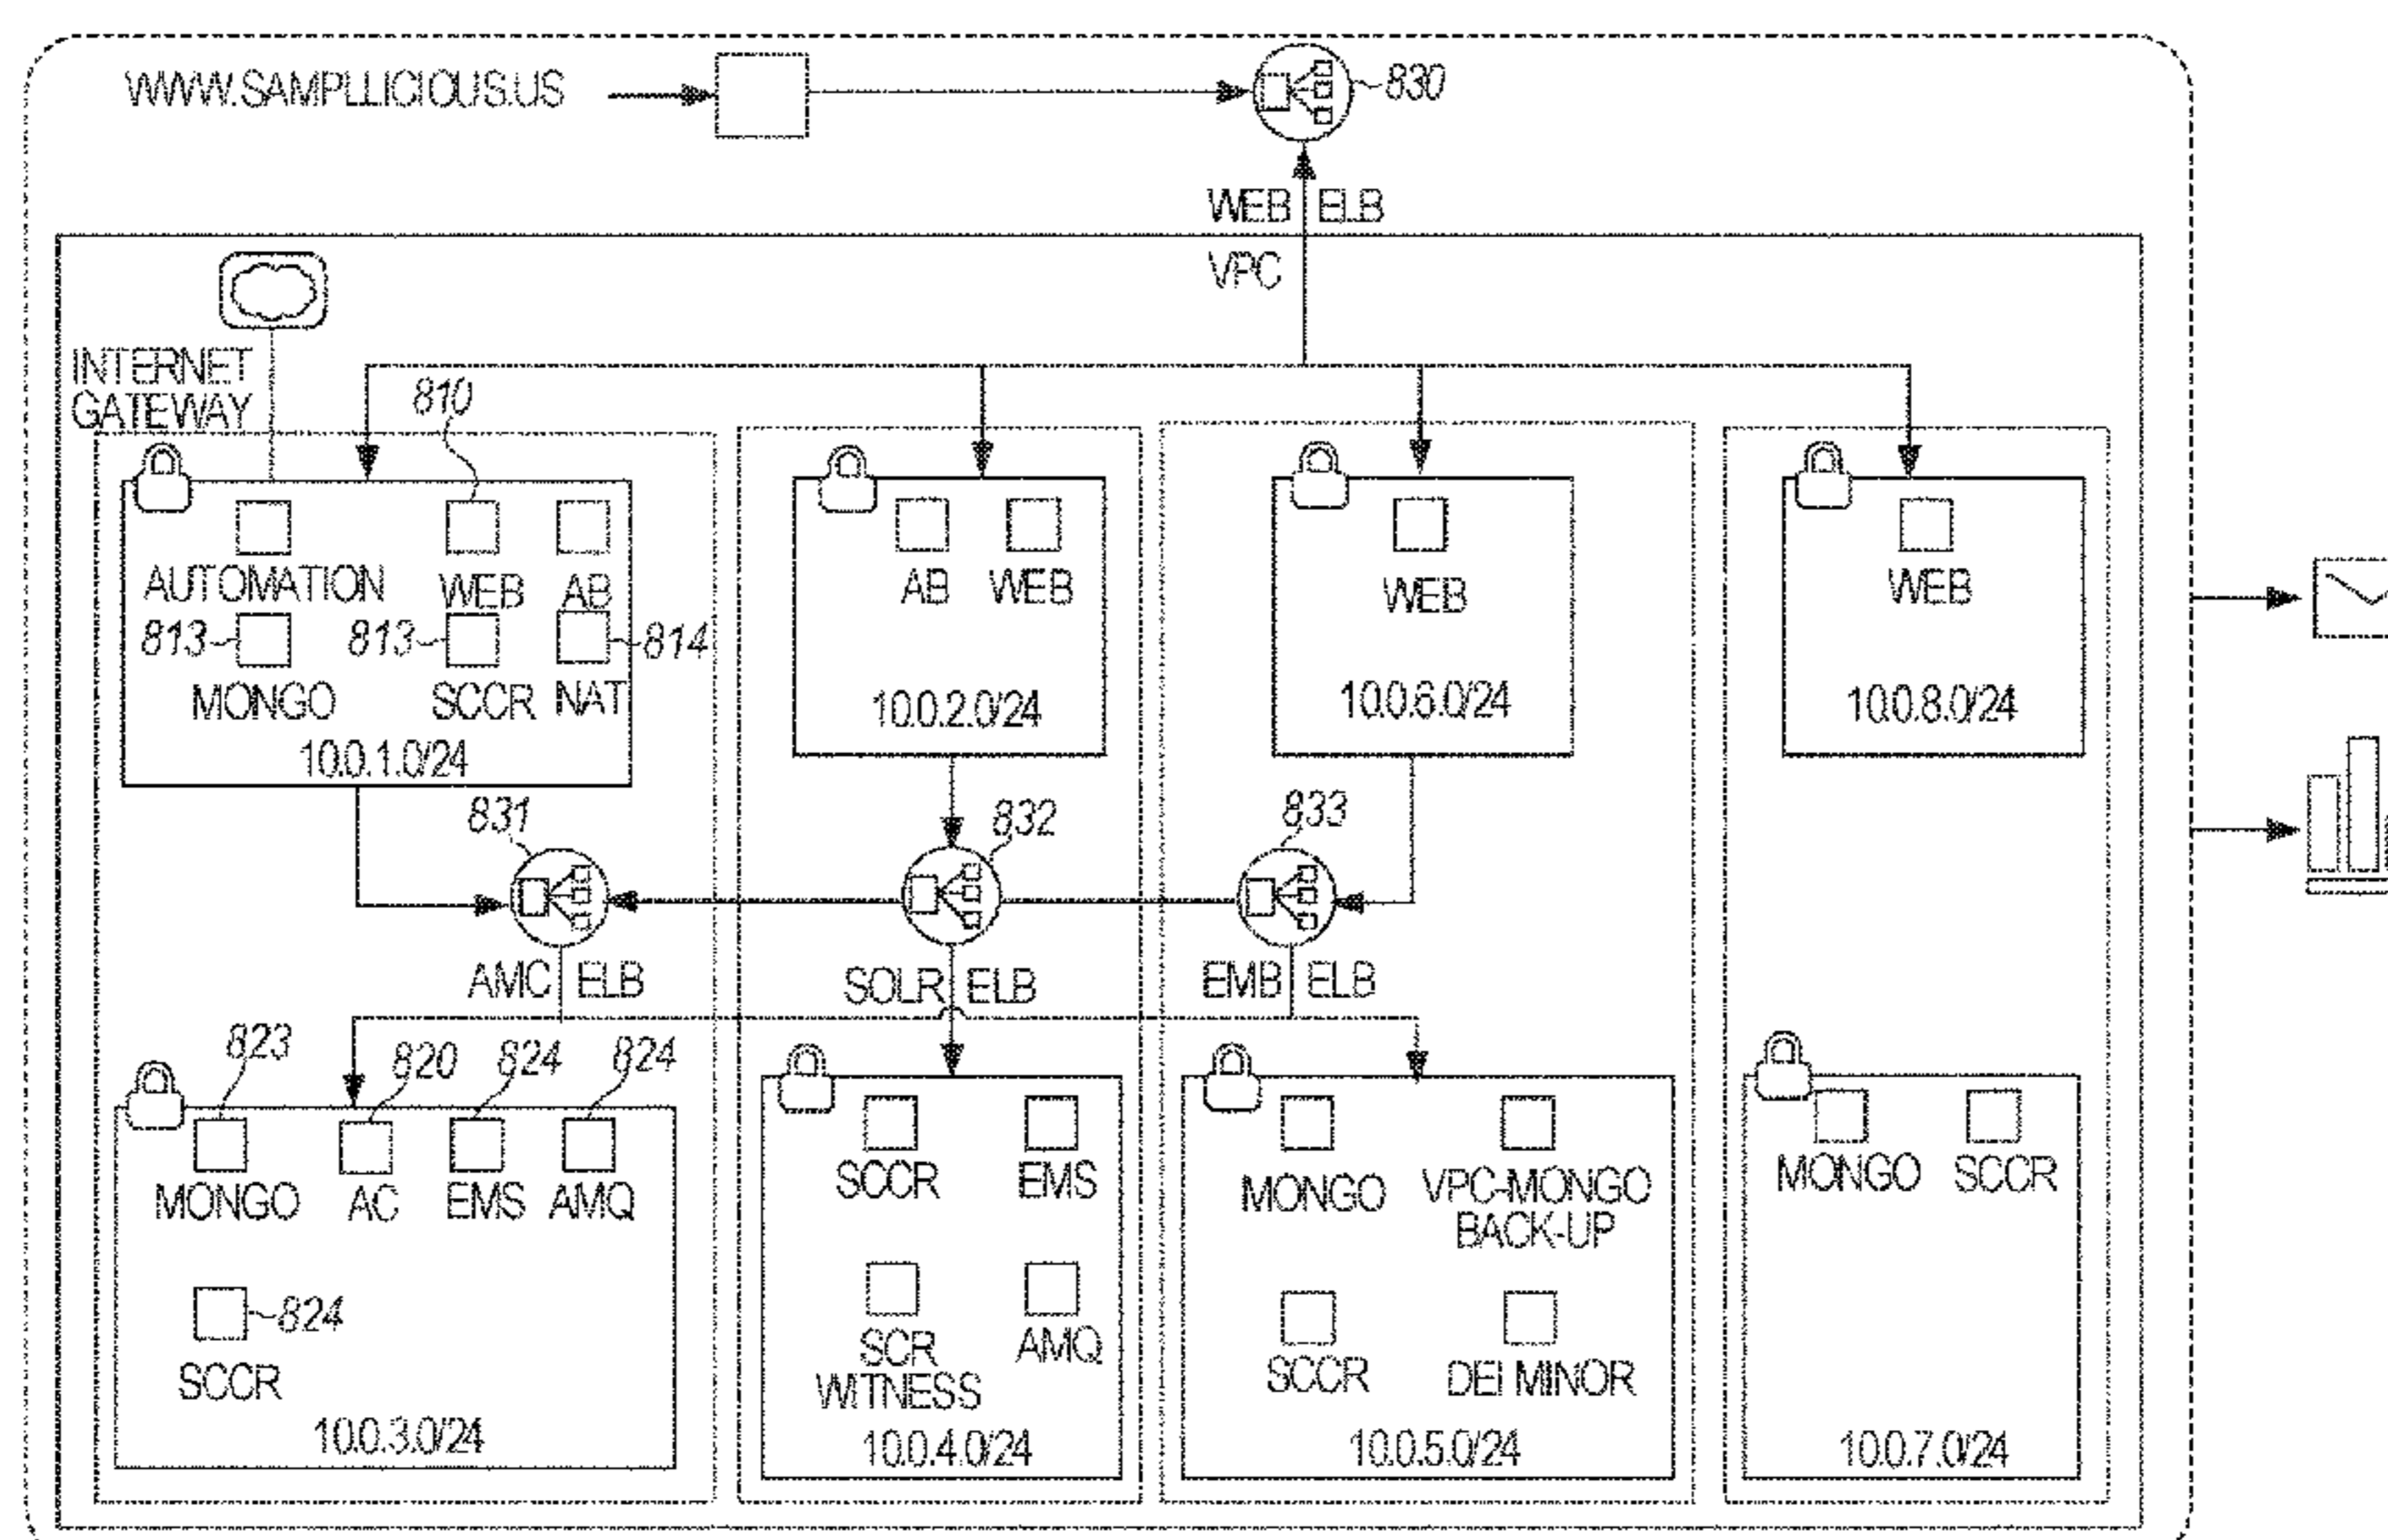 WWW.SAMPLLICIOUS.US
830
WEB ELB
VPC
INTERNET
GATEWAY
810
AUTOMATION WEB AB
813 813 814
MONGO SCCR NAT
10.0.1.0/24
AB WEB
10.0.2.0/24
WEB
10.0.6.0/24
WEB
10.0.8.0/24
831 832 833
AMC ELB SOLR ELB EMB ELB
823 820 824 824
MONGO AC EMS AMQ
824
SCCR
10.0.3.0/24
SCCR EMS
SCR
WITNESS
AMQ
10.0.4.0/24
MONGO VPC-MONGO
BACK-UP
SCCR DEI MINOR
10.0.5.0/24
MONGO SCCR
10.0.7.0/24